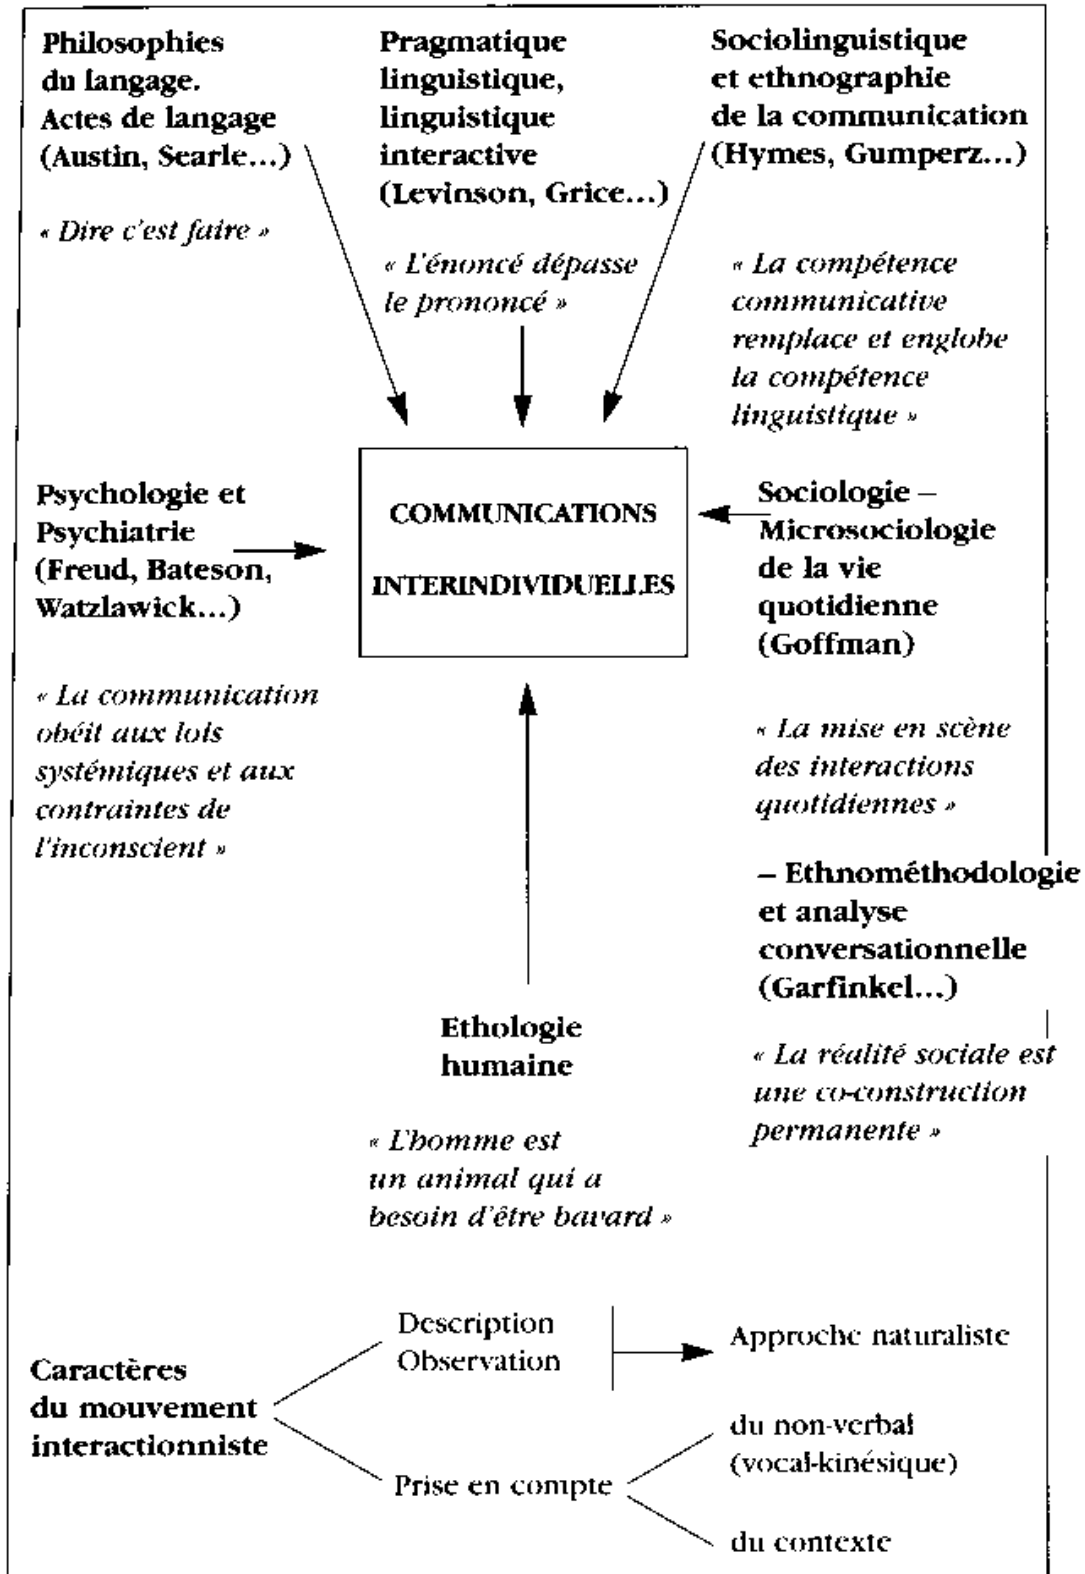 Philosophies
du langage.
Actes de langage
(Austin, Searle...)
« Dire c'est faire »
Pragmatique
linguistique,
linguistique
interactive
(Levinson, Grice...)
« L'énoncé dépasse
le prononcé »
Sociolinguistique
et ethnographie
de la communication
(Hymes, Gumperz...)
« La compétence
communicative
remplace et englobe
la compétence
linguistique »
Psychologie et
Psychiatrie
(Freud, Bateson,
Watzlawick...)
« La communication
obéit aux lois
systémiques et aux
contraintes de
l'inconscient »
COMMUNICATIONS
INTERINDIVIDUELLES
Sociologie –
Microsociologie
de la vie
quotidienne
(Goffman)
« La mise en scène
des interactions
quotidiennes »
– Ethnométhodologie
et analyse
conversationnelle
(Garfinkel...)
« La réalité sociale est
une co-construction
permanente »
Ethologie
humaine
« L'homme est
un animal qui a
besoin d'être bavard »
Caractères
du mouvement
interactionniste
Description
Observation
Approche naturaliste
Prise en compte
du non-verbal
(vocal-kinésique)
du contexte